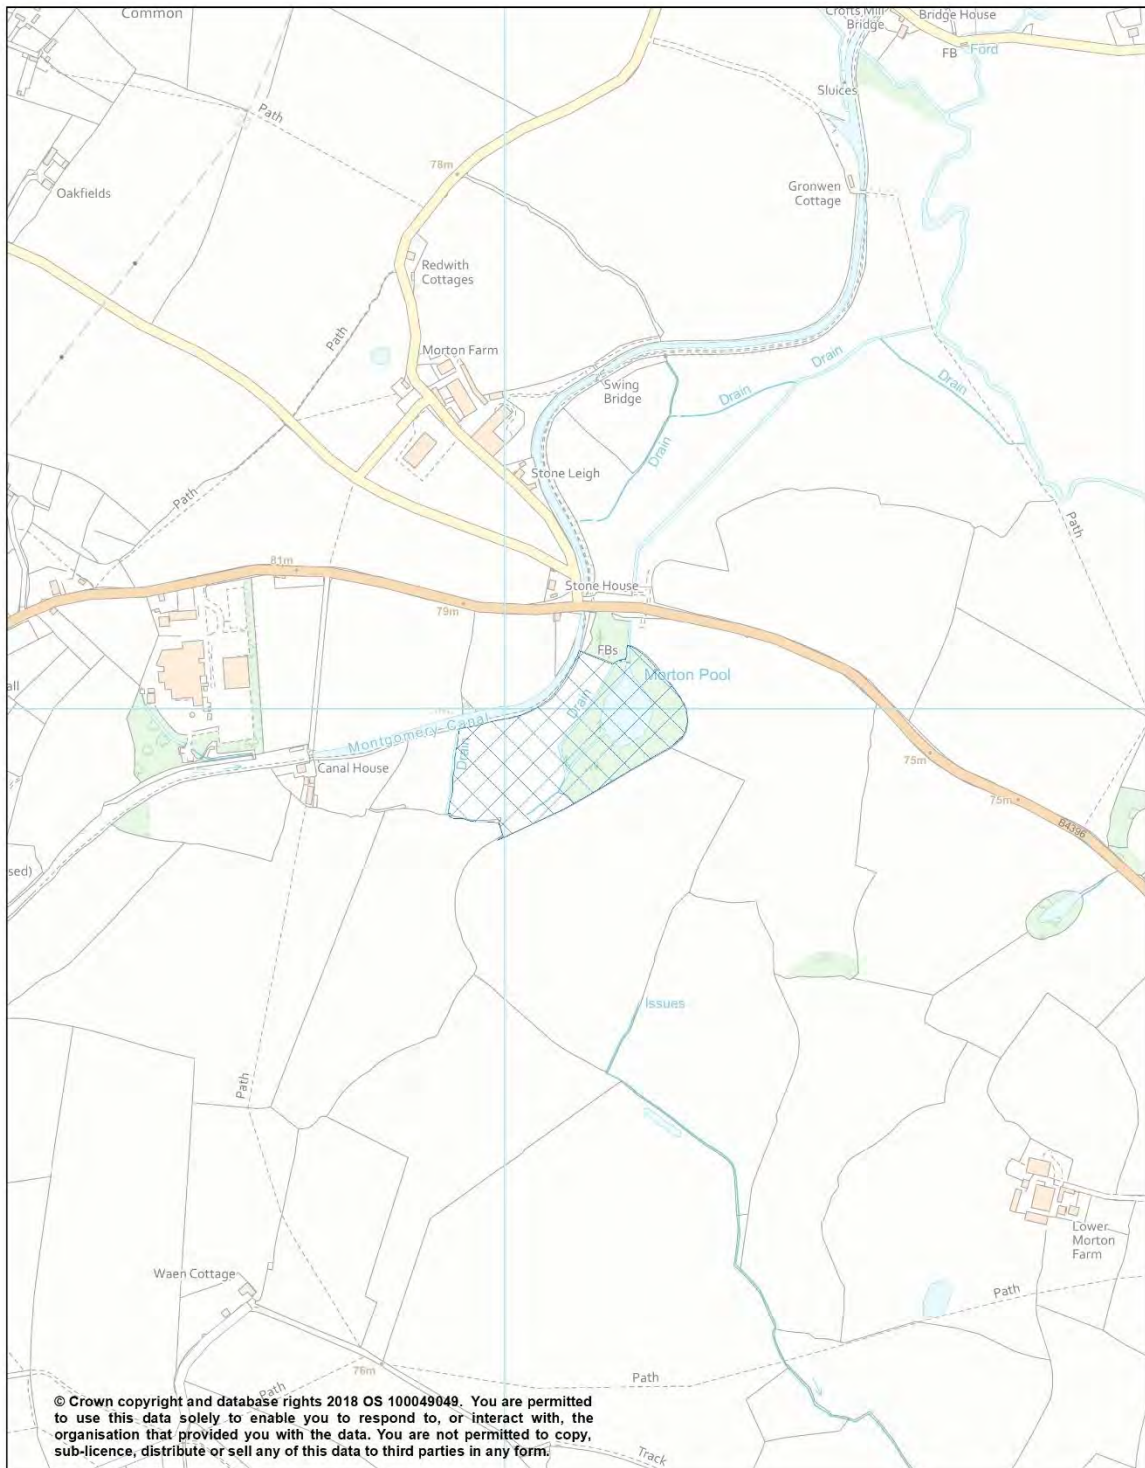 Common
Crofts Mill
Bridge
Bridge House
FB
Ford
Path
Sluices
78m
Oakfields
Gronwen
Cottage
Redwith
Cottages
Path
Morton Farm
Drain
Swing
Bridge
Drain
Drain
Drain
Stone Leigh
Path
Path
81m
Stone House
79m
FBs
Morton Pool
Drain
Montgomery Canal
Drain
75m
Canal House
75m
B4396
sed)
Issues
Path
Lower
Morton
Farm
Waen Cottage
Path
76m
Path
Path
© Crown copyright and database rights 2018 OS 100049049. You are permitted
to use this data solely to enable you to respond to, or interact with, the
organisation that provided you with the data. You are not permitted to copy,
sub-licence, distribute or sell any of this data to third parties in any form.
Track